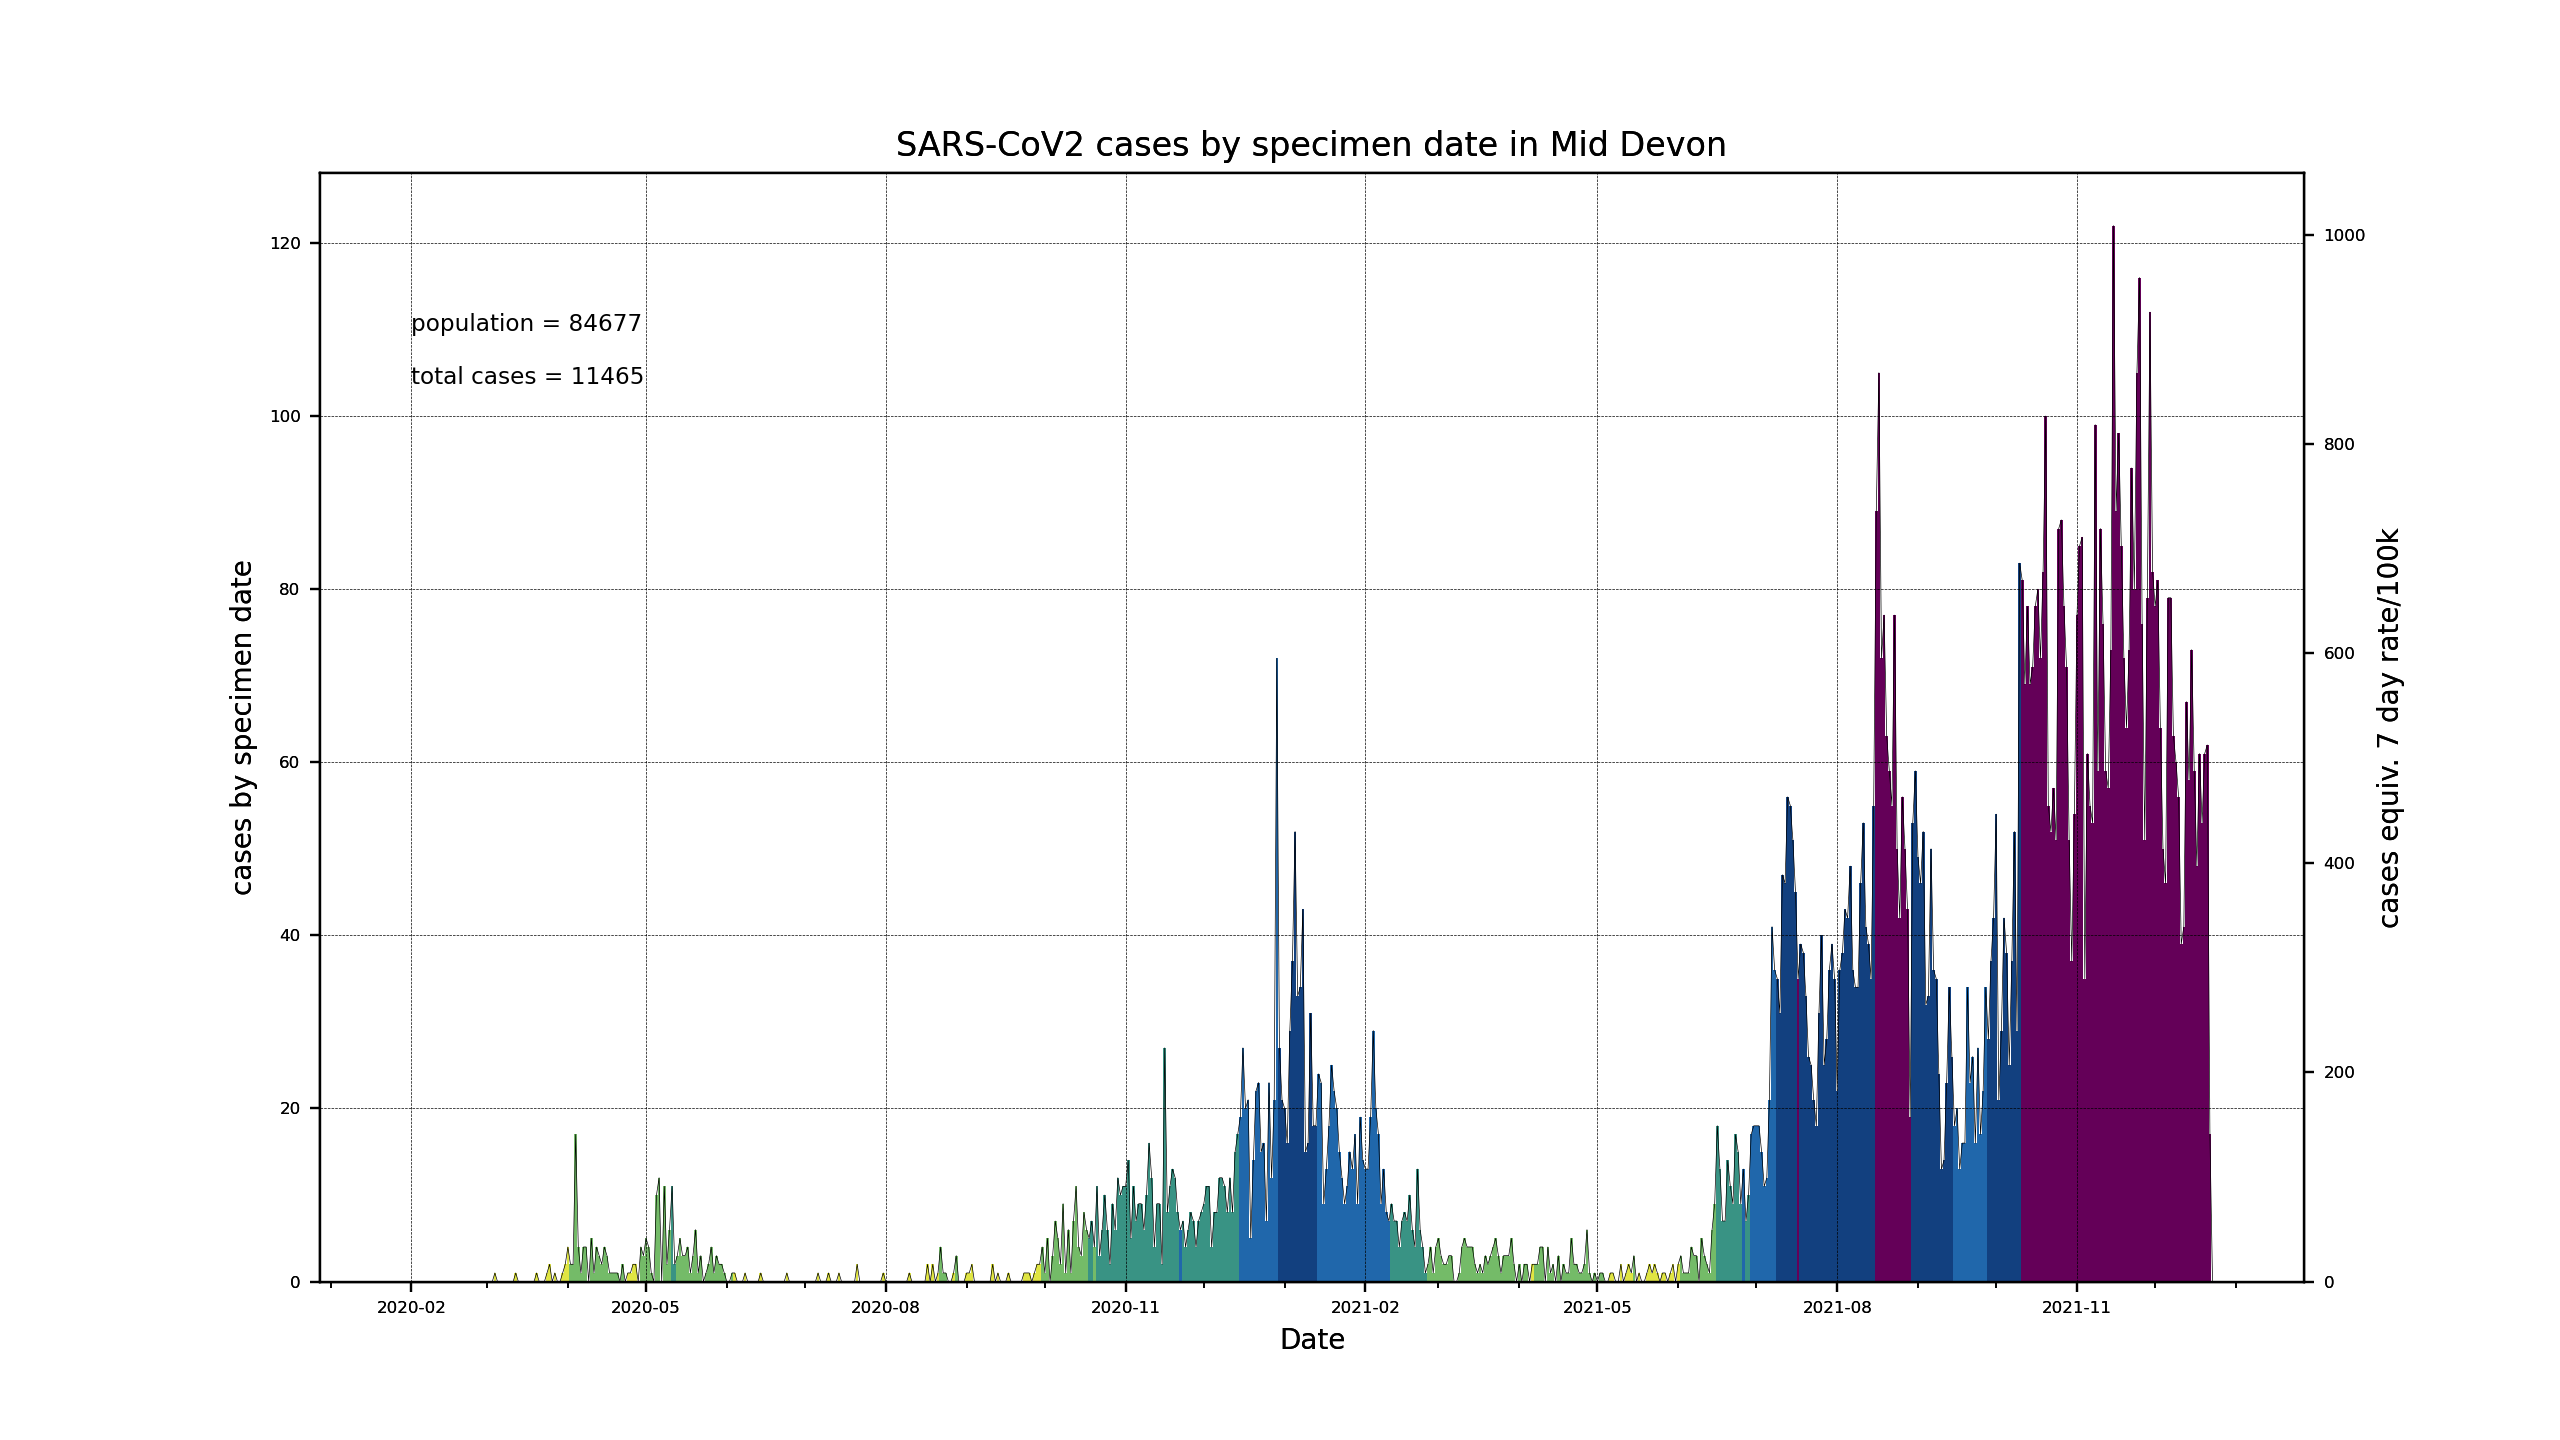 SARS-CoV2 cases by specimen date in Mid Devon
population = 84677
total cases = 11465
cases by specimen date
120
100
80
60
40
20
0
cases equiv. 7 day rate/100k
1000
800
600
400
200
0
2020-02 2020-05 2020-08 2020-11 2021-02 2021-05 2021-08 2021-11
Date